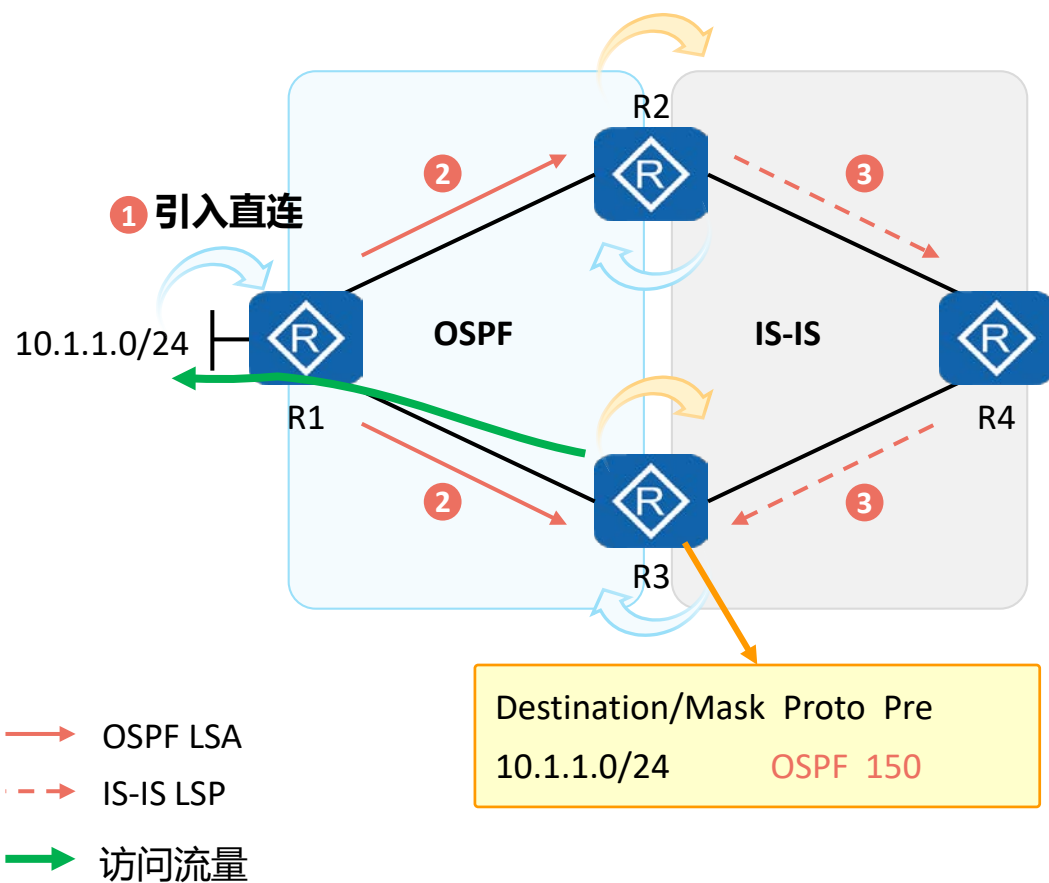 R2
② ③
① 引入直连
10.1.1.0/24
OSPF
IS-IS
R1
R4
② ③
R3
Destination/Mask Proto Pre
10.1.1.0/24 OSPF 150
OSPF LSA
IS-IS LSP
访问流量
R
R
R
R